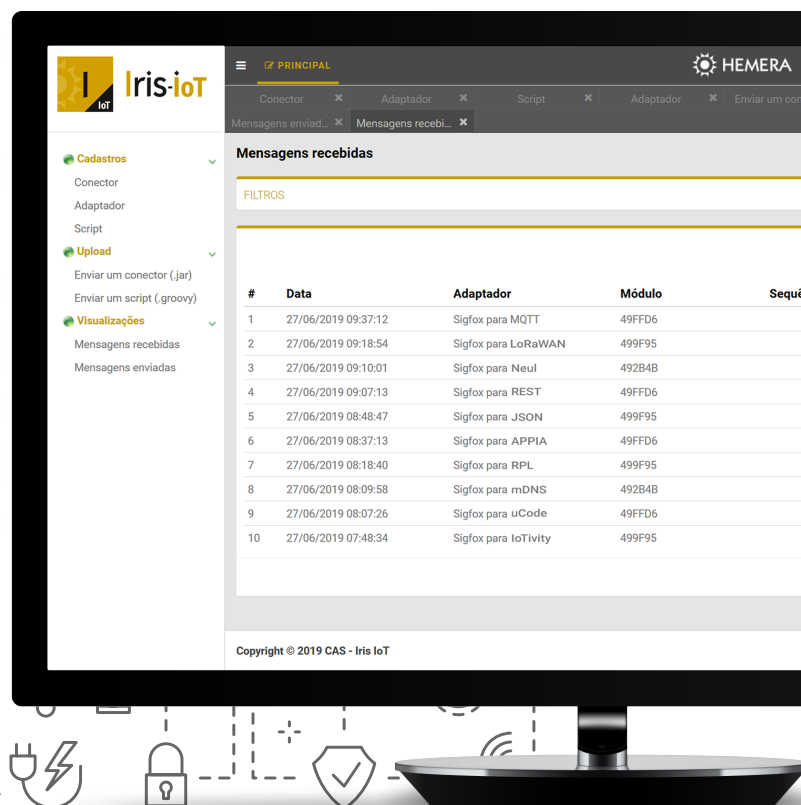 I
IoT
Iris-IoT
PRINCIPAL
HEMERA
Conector
Adaptador
Script
Adaptador
Enviar um con
Mensagens enviad...
Mensagens recebi...
Cadastros
Conector
Adaptador
Script
Upload
Enviar um conector (.jar)
Enviar um script (.groovy)
Visualizações
Mensagens recebidas
Mensagens enviadas
Mensagens recebidas
FILTROS
# Data Adaptador Módulo Sequê
1 27/06/2019 09:37:12 Sigfox para MQTT 49FFD6
2 27/06/2019 09:18:54 Sigfox para LoRaWAN 499F95
3 27/06/2019 09:10:01 Sigfox para Neul 492B4B
4 27/06/2019 09:07:13 Sigfox para REST 49FFD6
5 27/06/2019 08:48:47 Sigfox para JSON 499F95
6 27/06/2019 08:37:13 Sigfox para APPIA 49FFD6
7 27/06/2019 08:18:40 Sigfox para RPL 499F95
8 27/06/2019 08:09:58 Sigfox para mDNS 492B4B
9 27/06/2019 08:07:26 Sigfox para uCode 49FFD6
10 27/06/2019 07:48:34 Sigfox para IoTivity 499F95
Copyright © 2019 CAS - Iris IoT